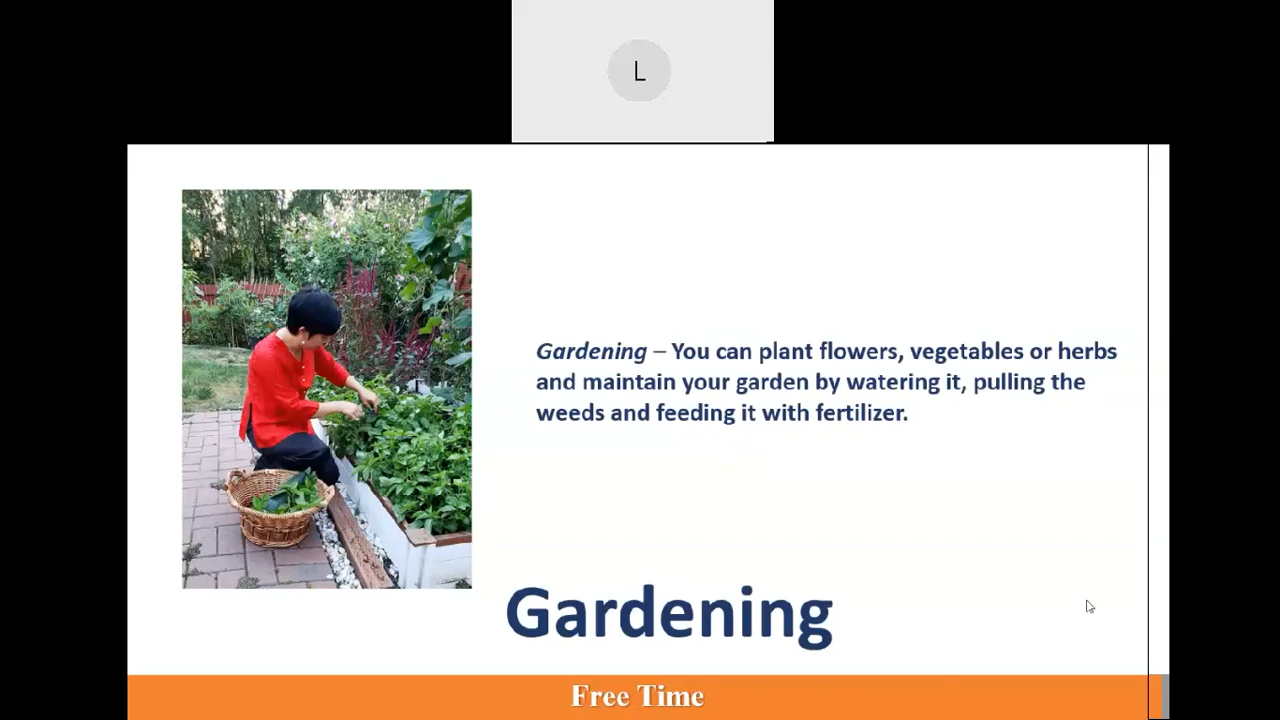 L
Gardening – You can plant flowers, vegetables or herbs
and maintain your garden by watering it, pulling the
weeds and feeding it with fertilizer.
Gardening
Free Time